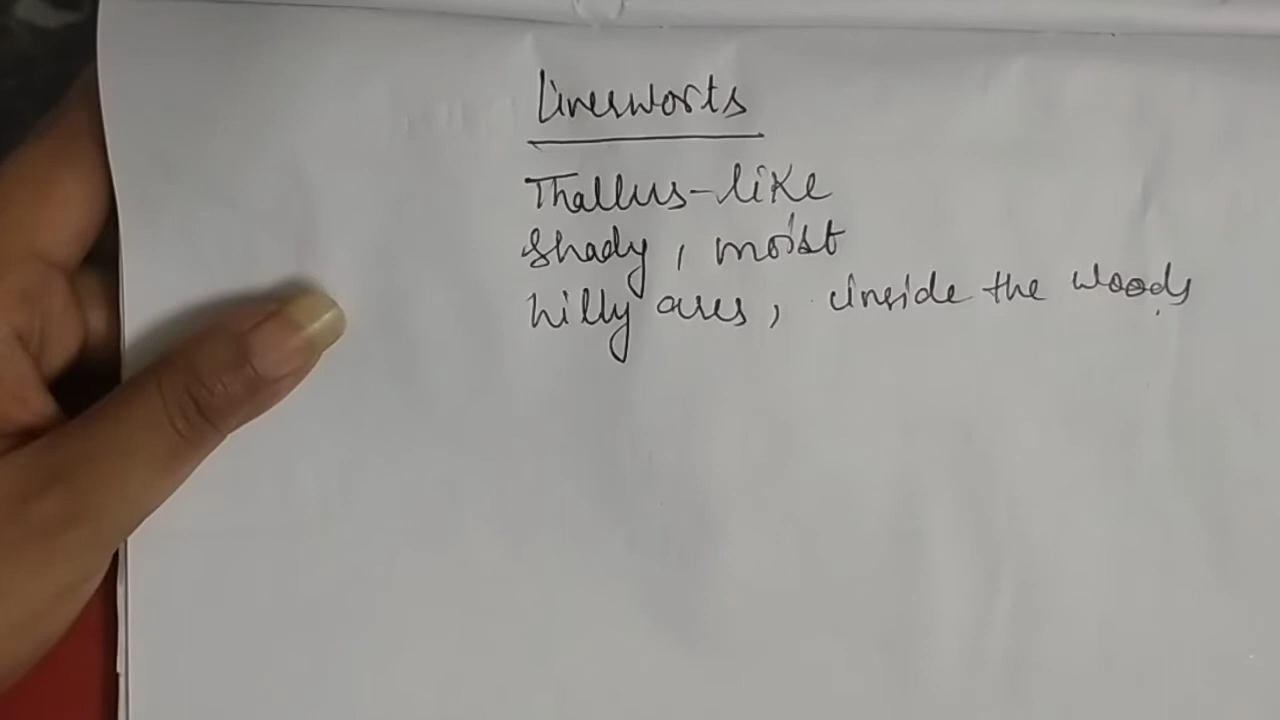 Liverworts
Thallus-like
Shady, moist
hilly ares, inside the woods